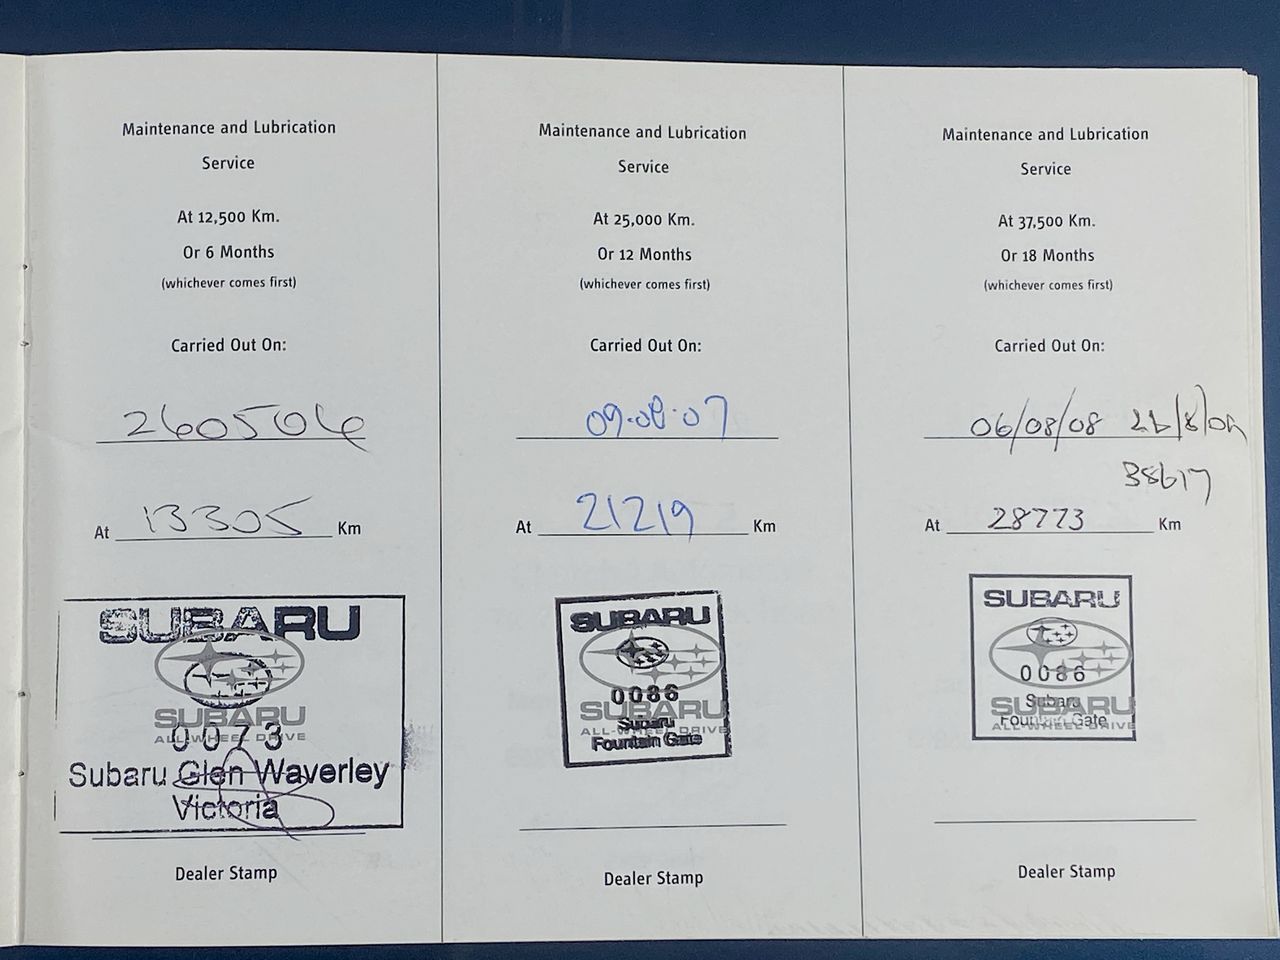 Maintenance and Lubrication
Service
At 12,500 Km.
Or 6 Months
(whichever comes first)
Carried Out On:
260506
At 13305 Km
SUBARU
SUBARU
ALL-WHEEL DRIVE
0073
Subaru Glen Waverley
Victoria
Dealer Stamp
Maintenance and Lubrication
Service
At 25,000 Km.
Or 12 Months
(whichever comes first)
Carried Out On:
09.08.07
At 21219 Km
SUBARU
0086
SUBARU
Subaru
ALL-WHEEL DRIVE
Fountain Gate
Dealer Stamp
Maintenance and Lubrication
Service
At 37,500 Km.
Or 18 Months
(whichever comes first)
Carried Out On:
06/08/08
38617
At 28773 Km
SUBARU
0086
SUBARU
Subaru
Fountain Gate
ALL-WHEEL DRIVE
Dealer Stamp